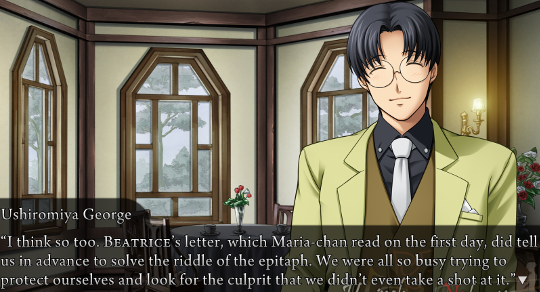 Ushiromiya George
“I think so too. BEATRICE's letter, which Maria-chan read on the first day, did tell
us in advance to solve the riddle of the epitaph. We were all so busy trying to
protect ourselves and look for the culprit that we didn't even take a shot at it.”▼